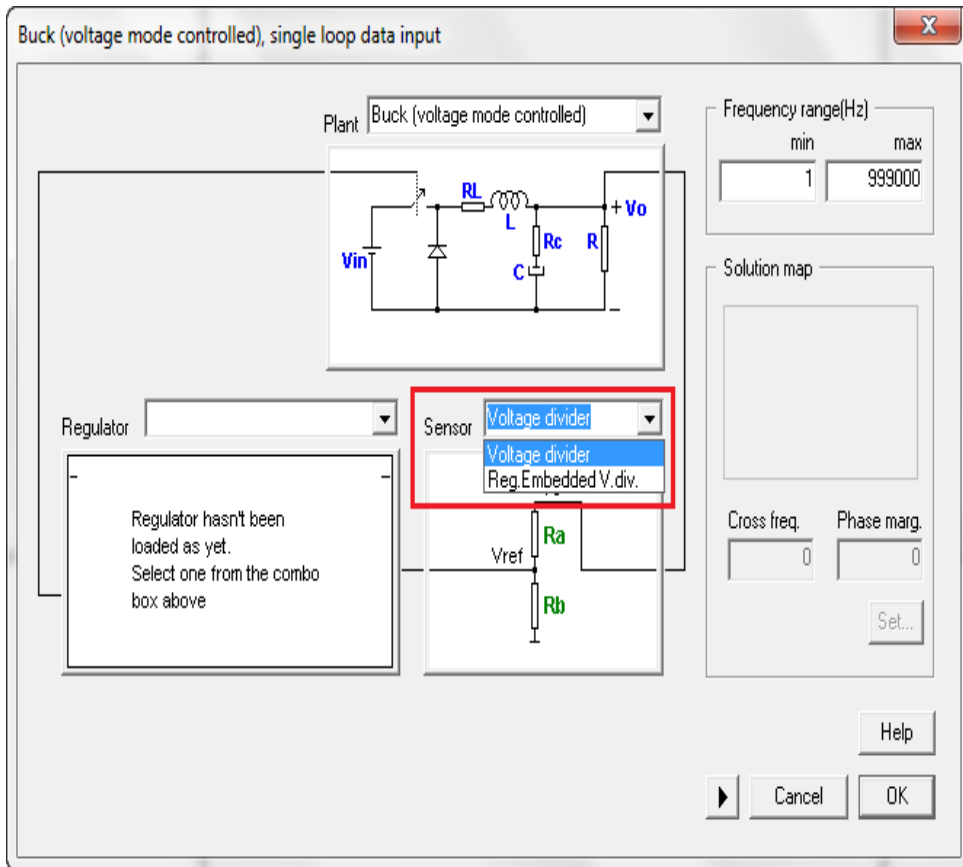 Buck (voltage mode controlled), single loop data input
X
Plant
Buck (voltage mode controlled)
Frequency range(Hz)
min
max
1
999000
RL
L
+ Vo
Vin
Rc
R
C
–
Solution map
Regulator
Sensor
Voltage divider
Voltage divider
Reg.Embedded V.div.
Regulator hasn't been
loaded as yet.
Select one from the combo
box above
Vref
Ra
Rb
Cross freq.
Phase marg.
0
0
Set...
Help
Cancel
OK